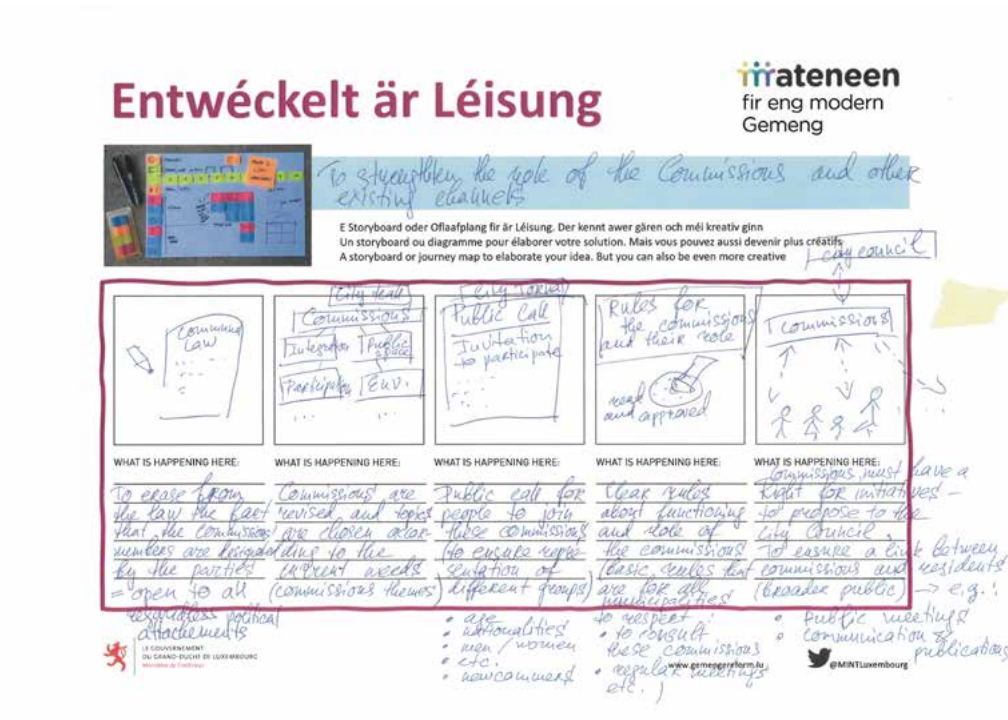 Entwéckelt är Léisung
mateneen
fir eng modern
Gemeng
To strengthen the role of the Commissions and other
existing channels
E Storyboard oder Oflaafplang fir är Léisung. Der kennt awer gären och méi kreativ ginn
Un storyboard ou diagramme pour élaborer votre solution. Mais vous pouvez aussi devenir plus créatifs
A storyboard or journey map to elaborate your idea. But you can also be even more creative
Law
City hall
Commissions
Integration
Public
space
Participation
Env.
...
City
Public Call
Invitation
to participate
Rules for
the commissions
and their role
read
and approved
city council
commissions
WHAT IS HAPPENING HERE:
To erase from
the law the fact
that the commission
members are designated
by the parties
= open to all
regardless political
attachements
WHAT IS HAPPENING HERE:
Commissions are
revised and topics
are chosen accor-
ding to the
current needs
(commissions themes)
WHAT IS HAPPENING HERE:
Public call for
people to join
these commissions
(to ensure repre
sentation of
different groups)
• age
• nationalities
• men / women
• etc.
• newcommers
WHAT IS HAPPENING HERE:
Clear rules
about functioning
and role of
the commissions
(basic rules that
are for all
municipalities
to respect:
• to consult
these commissions
• regular meetings
etc.)
WHAT IS HAPPENING HERE:
Commissions must have a
Right for initiatives –
to propose to the
City Council.
To ensure a link between
commissions and residents
(broader public) → e.g.:
• public meetings
• communication &
publications
LE GOUVERNEMENT
DU GRAND-DUCHÉ DE LUXEMBOURG
Ministère de l'Intérieur
www.gemengereform.lu
@MINTLuxembourg